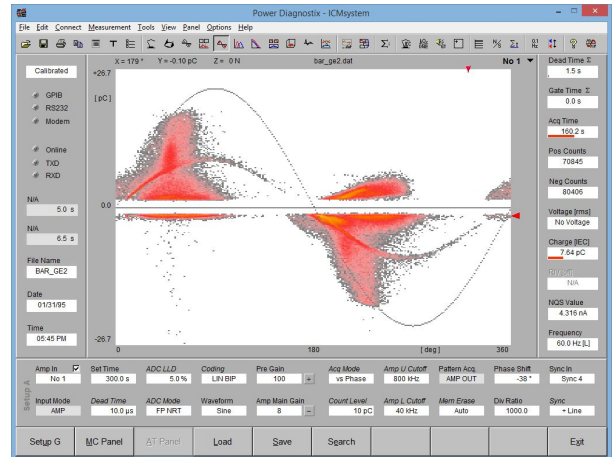 Power Diagnostix - ICMsystem
File Edit Connect Measurement Tools View Panel Options Help
X = 179 ° Y = -0.10 pC Z = 0 N bar_ge2.dat No 1
Calibrated
GPIB
RS232
Modem
Online
TXD
RXD
N/A
5.0 s
N/A
6.5 s
File Name
BAR_GE2
Date
01/31/95
Time
05:45 PM
+26.7
[pC]
0.0
-26.7
0 180 [deg] 360
Dead Time Σ
1.5 s
Gate Time Σ
0.0 s
Acq Time
160.2 s
Pos Counts
70845
Neg Counts
80406
Voltage [rms]
No Voltage
Charge [IEC]
7.64 pC
N/A
NQS Value
4.316 nA
Frequency
60.0 Hz [L]
Setup A
Amp In Set Time ADC LLD Coding Pre Gain Acq Mode Amp U Cutoff Pattern Acq. Phase Shift Sync In
No 1 300.0 s 5.0 % LIN BIP 100 + vs Phase 800 kHz AMP OUT -38 ° Sync 4
Input Mode Dead Time ADC Mode Waveform Amp Main Gain Count Level Amp L Cutoff Mem Erase Div Ratio Sync
AMP 10.0 µs FP NRT Sine 8 - 10 pC 40 kHz Auto 1000.0 + Line
Setup G MC Panel AT Panel Load Save Search Exit